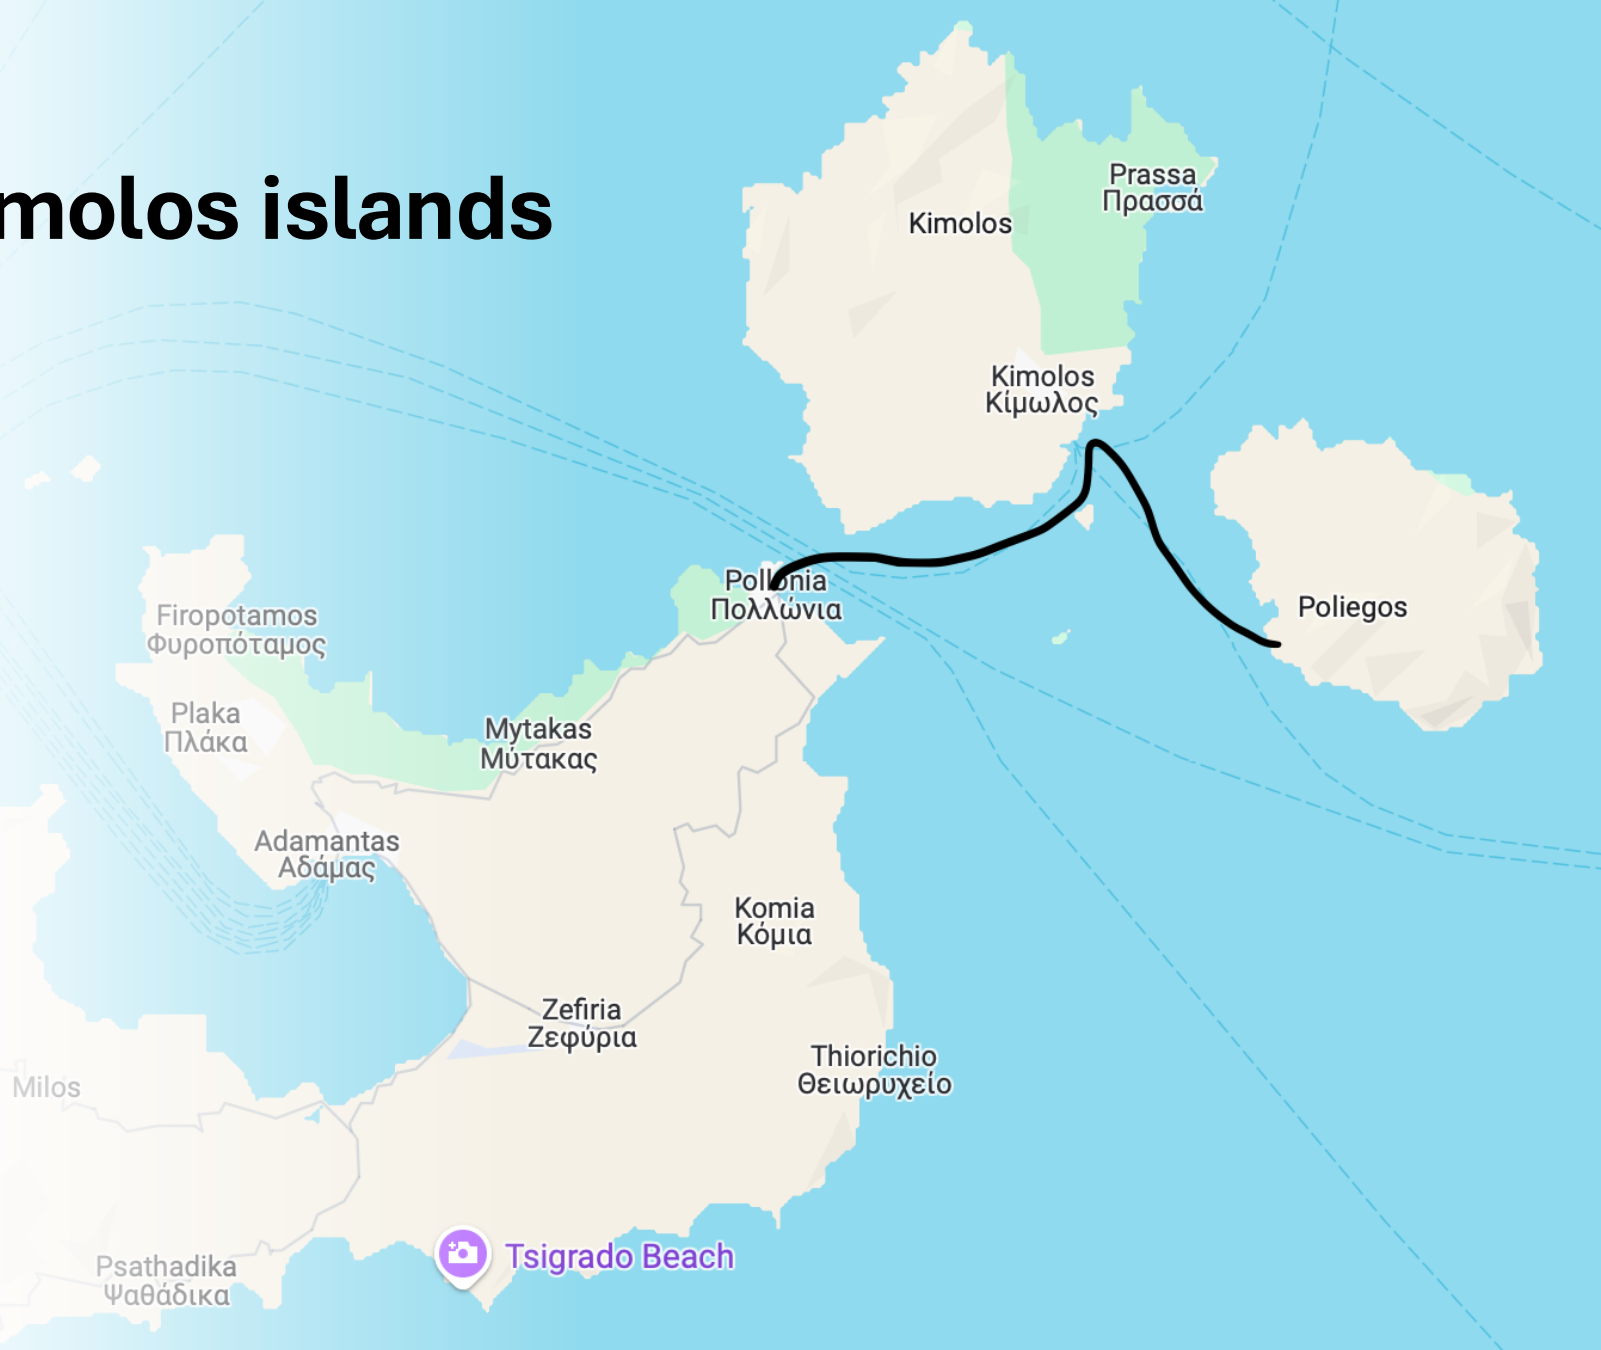 molos islands
Prassa
Πρασσά
Kimolos
Kimolos
Κίμωλος
Pollonia
Πολλώνια
Poliegos
Firopotamos
Φυροπόταμος
Plaka
Πλάκα
Mytakas
Μύτακας
Adamantas
Αδάμας
Komia
Κόμια
Zefiria
Ζεφύρια
Thiorichio
Θειωρυχείο
Milos
Psathadika
Ψαθάδικα
Tsigrado Beach